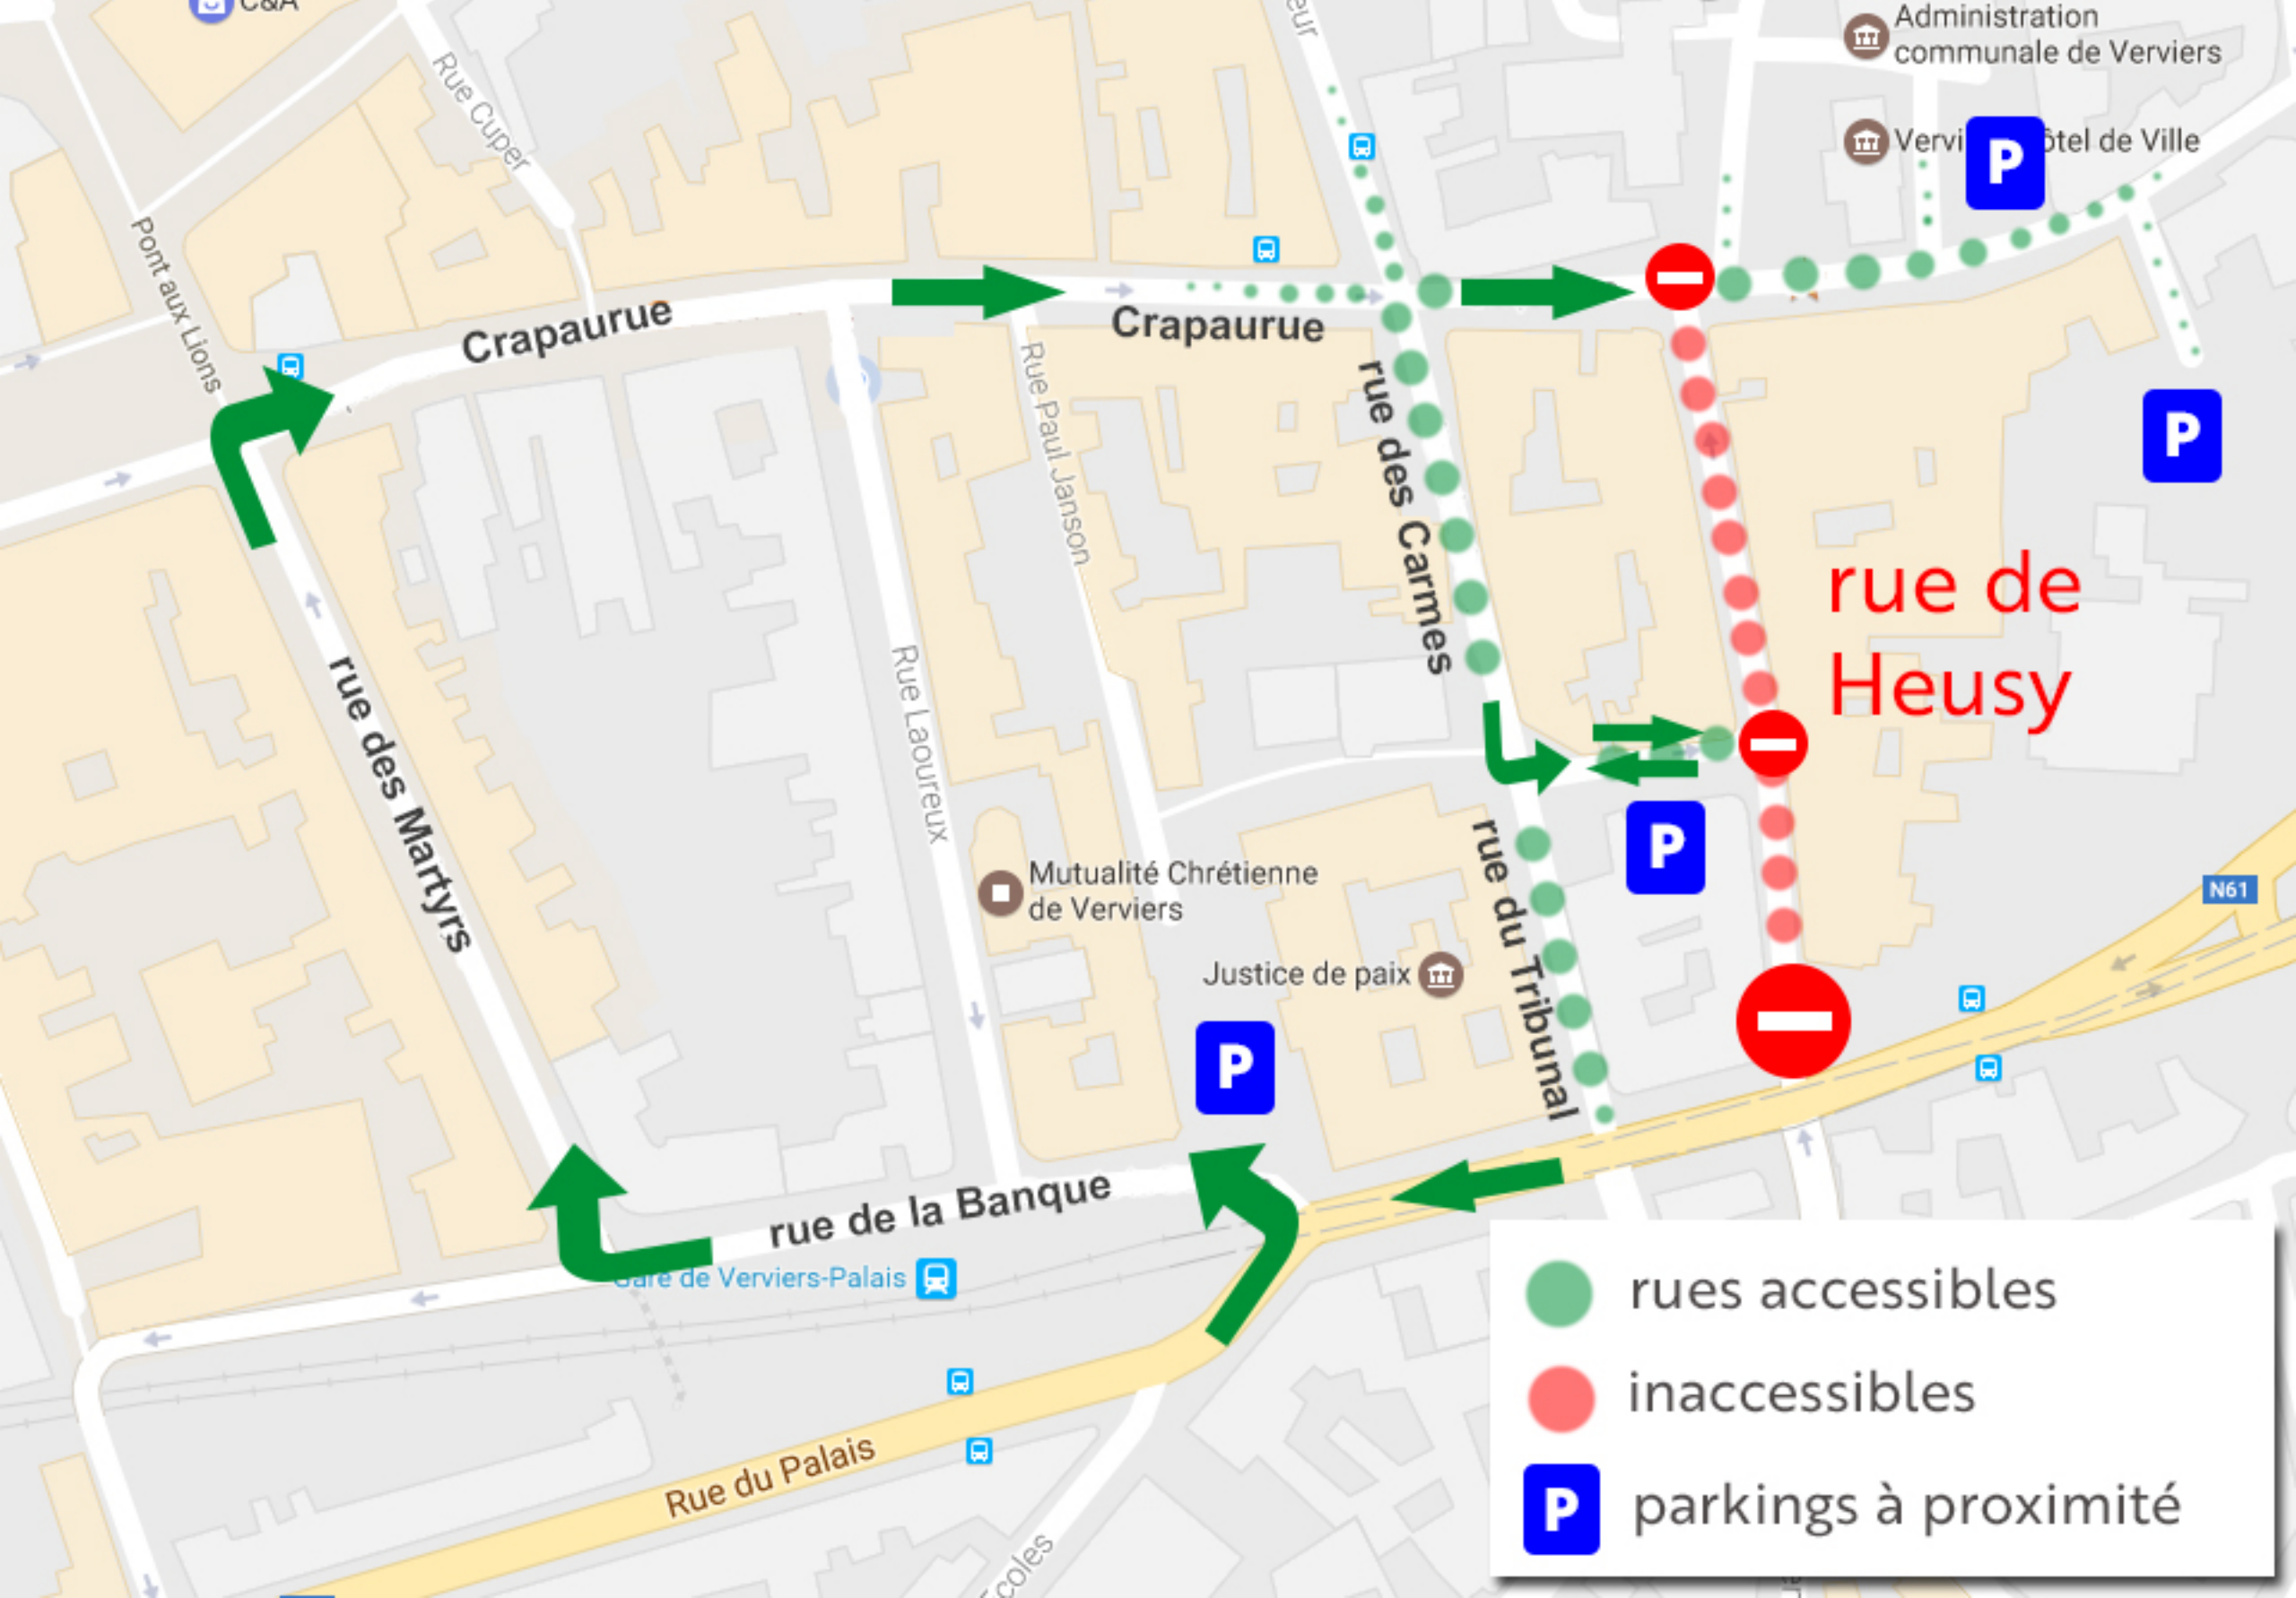 C&A
Administration
communale de Verviers
Rue Cuper
Pont aux Lions
P
ôtel de Ville
Crapaurue
Crapaurue
Rue Paul Janson
rue des Carmes
P
rue de
Heusy
rue des Martyrs
Rue Laoureux
P
Mutualité Chrétienne
de Verviers
rue du Tribunal
N61
Justice de paix
P
rue de la Banque
Gare de Verviers-Palais
Rue du Palais
rues accessibles
inaccessibles
P parkings à proximité